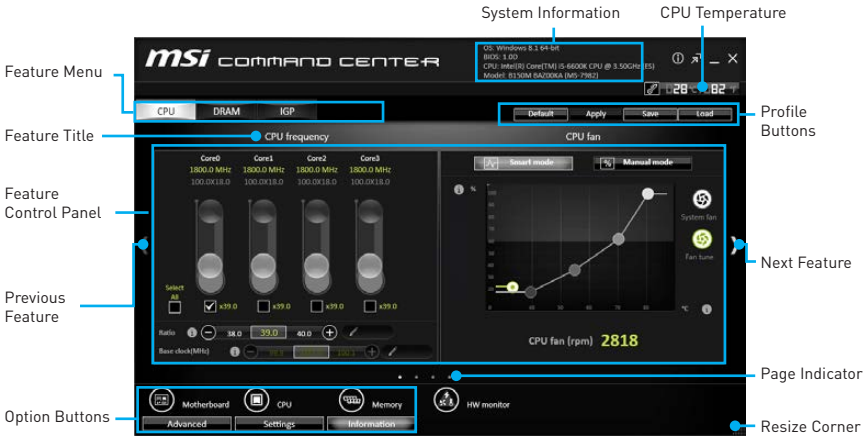 System Information
CPU Temperature
msi COMMAND CENTER
OS: Windows 8.1 64-bit
BIOS: 1.00
CPU: Intel(R) Core(TM) i5-6600K CPU @ 3.50GHz (ES)
Model: B150M BAZOOKA (MS-7982)
Feature Menu
28 °C 82 °F
CPU DRAM IGP
Default Apply Save Load
Profile
Buttons
Feature Title
CPU frequency
CPU fan
Core0 Core1 Core2 Core3
1800.0 MHz 1800.0 MHz 1800.0 MHz 1800.0 MHz
100.0X18.0 100.0X18.0 100.0X18.0 100.0X18.0
Smart mode Manual mode
Feature
Control Panel
%
100
System fan
Fan tune
Next Feature
Previous
Feature
Select
All
x39.0 x39.0 x39.0 x39.0
°C
Ratio 38.0 39.0 40.0
Base clock(MHz)
CPU fan (rpm) 2818
Page Indicator
Option Buttons
Motherboard CPU Memory HW monitor
Advanced Settings Information
Resize Corner